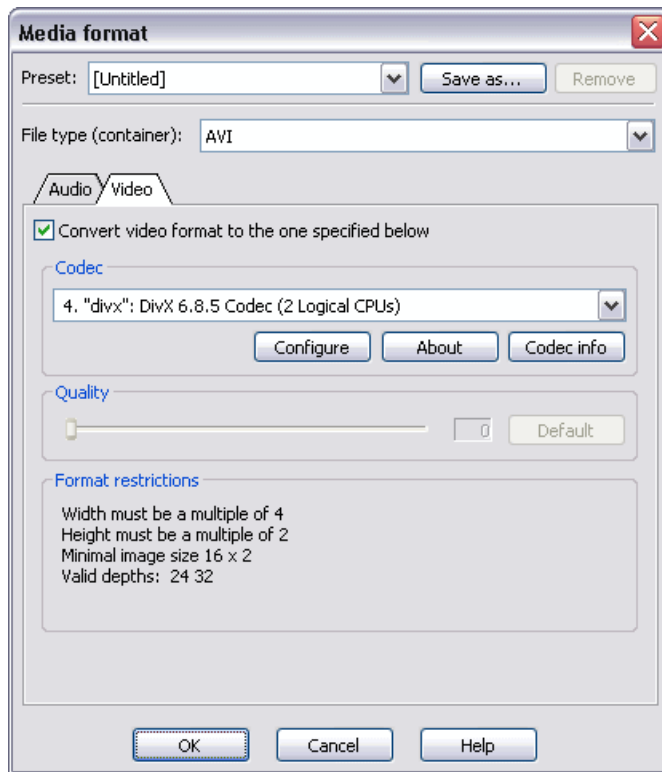 Media format
Preset: [Untitled] Save as... Remove
File type (container): AVI
Audio Video
Convert video format to the one specified below
Codec
4. "divx": DivX 6.8.5 Codec (2 Logical CPUs)
Configure About Codec info
Quality
0 Default
Format restrictions
Width must be a multiple of 4
Height must be a multiple of 2
Minimal image size 16 x 2
Valid depths: 24 32
OK Cancel Help